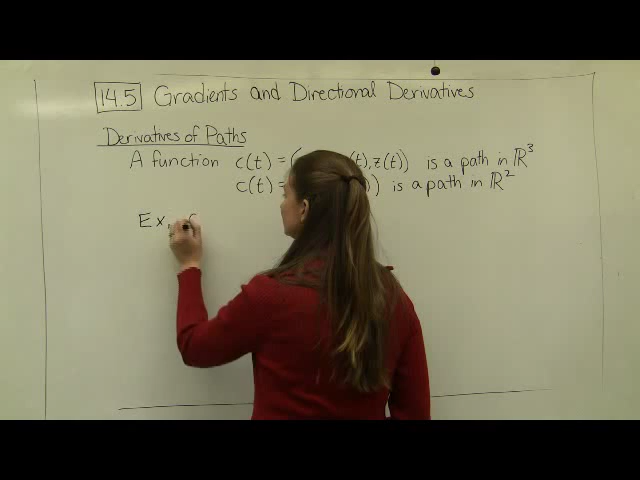 14.5 Gradients and Directional Derivatives
Derivatives of Paths
A function c(t) = ( (t), z(t)) is a path in ℝ³
c(t) = )) is a path in ℝ²
Ex.